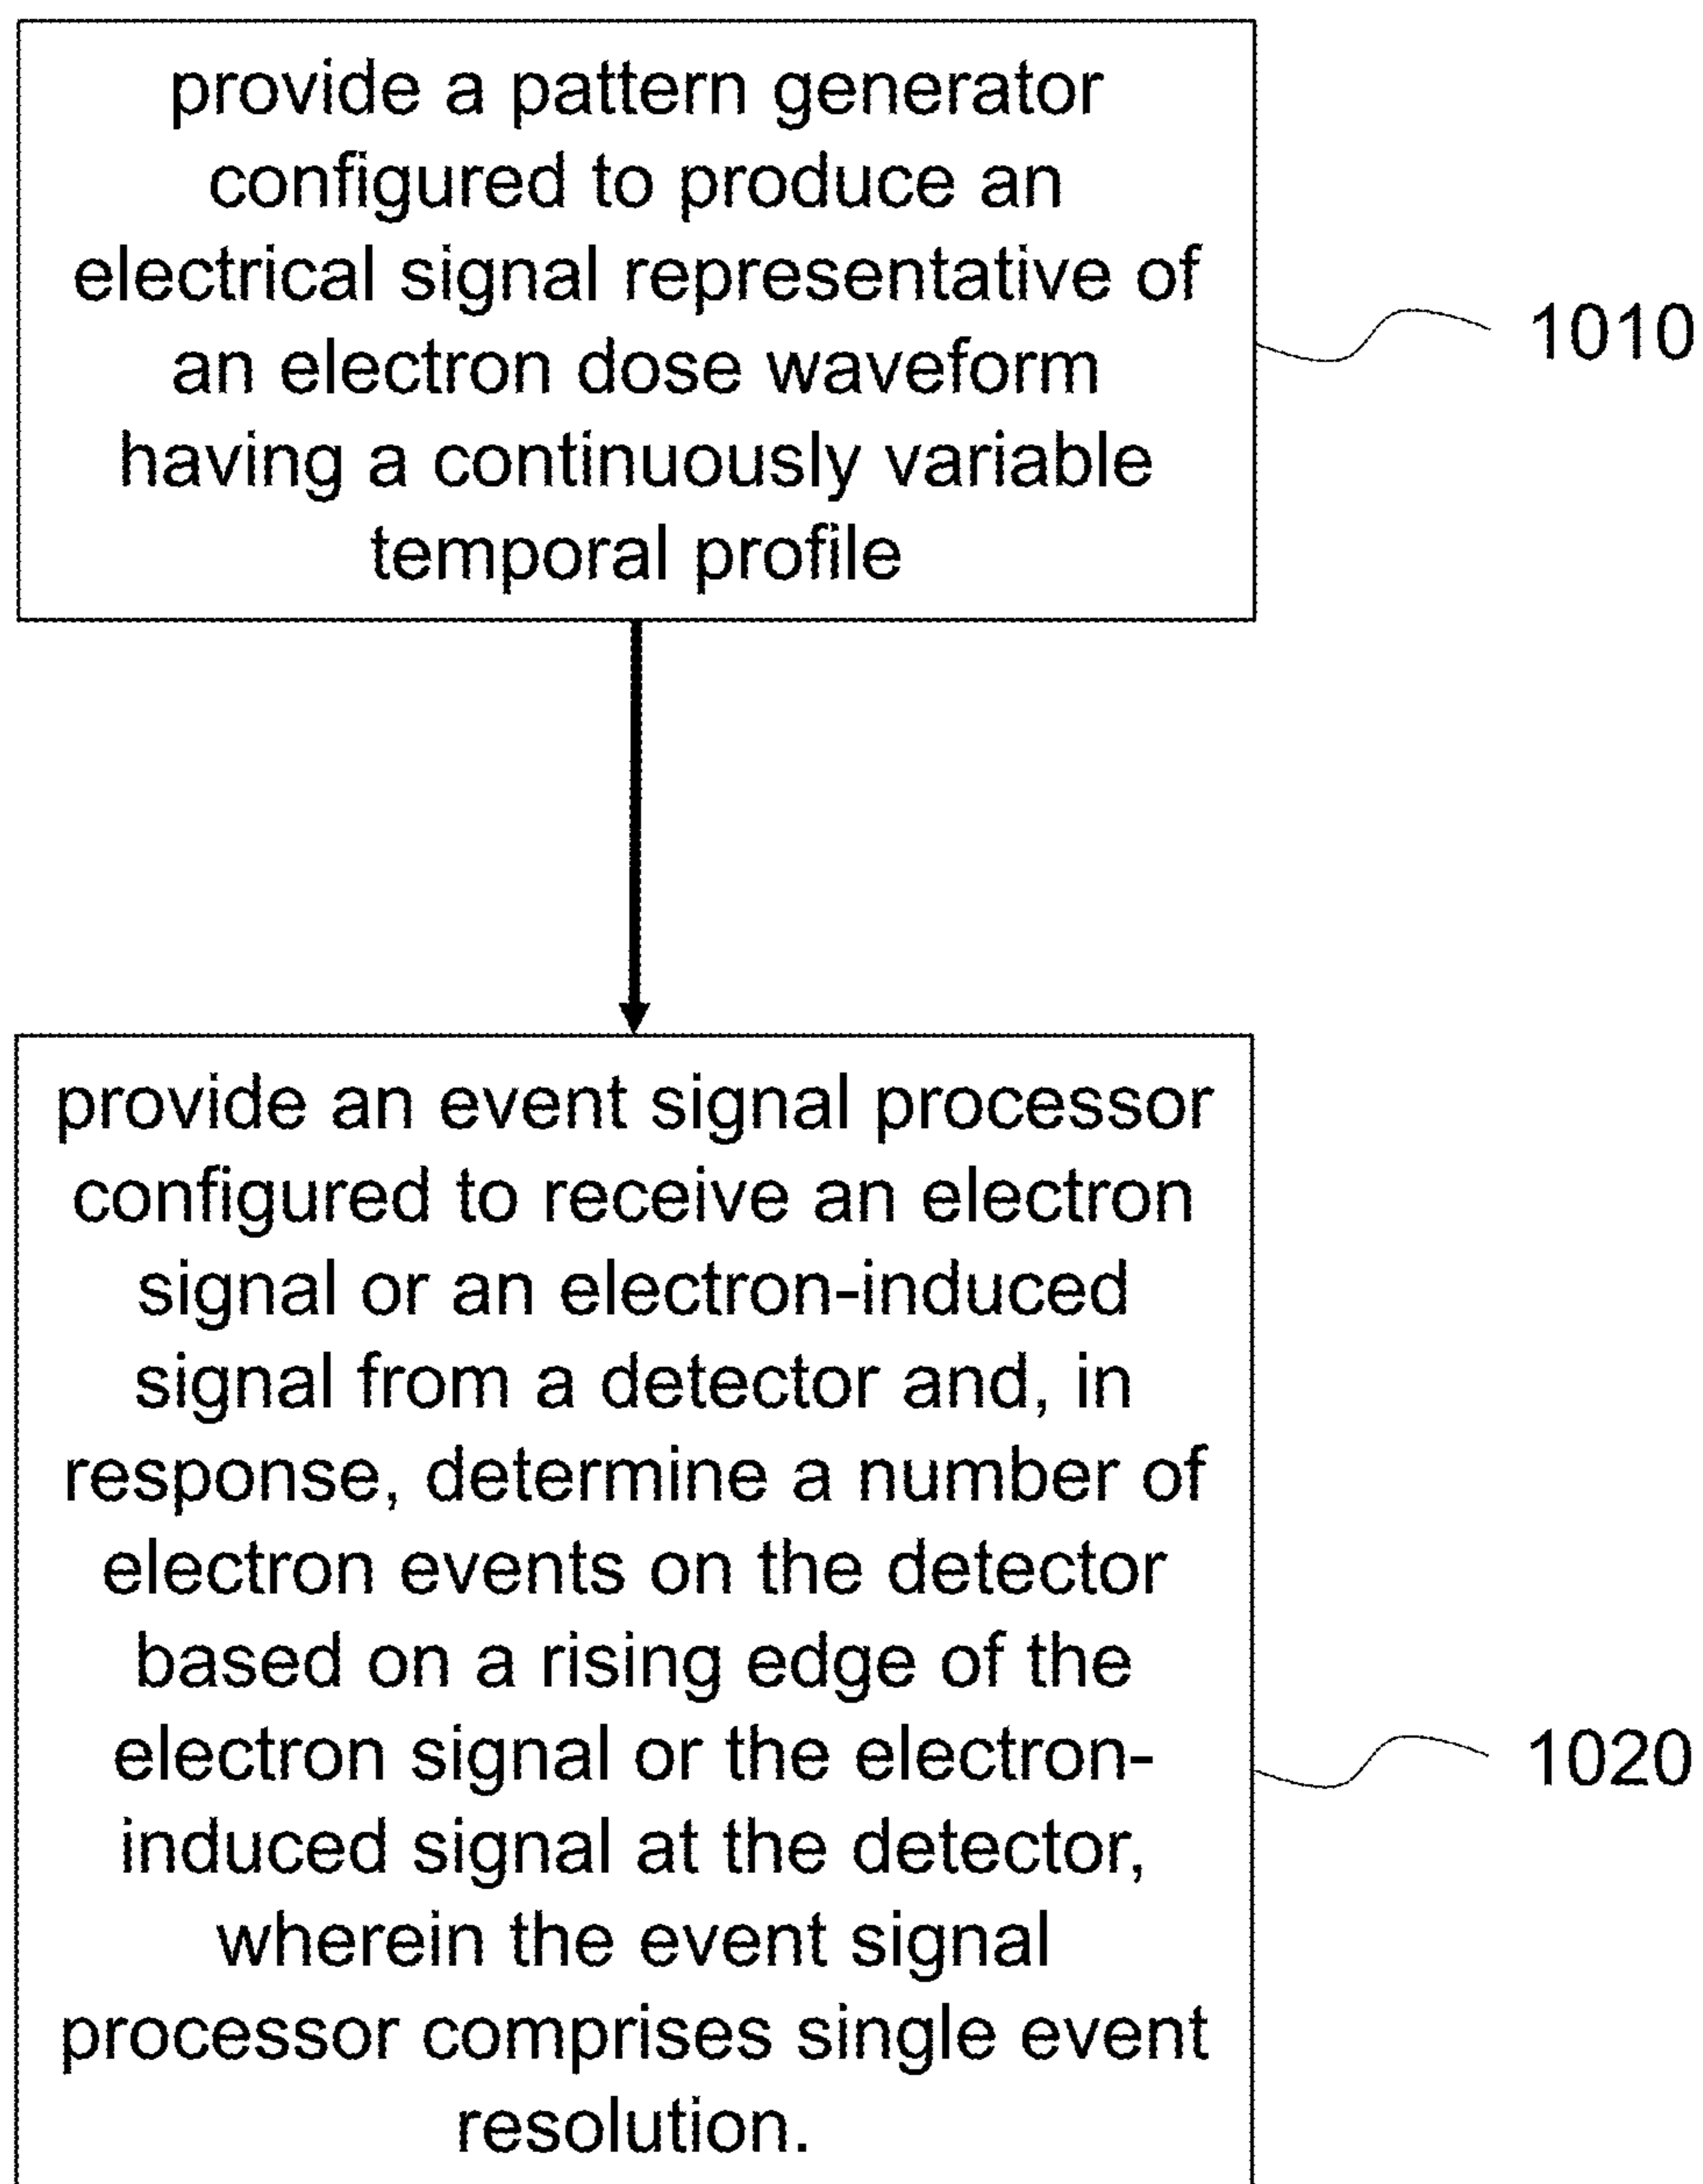 provide a pattern generator
configured to produce an
electrical signal representative of
an electron dose waveform
having a continuously variable
temporal profile
1010
provide an event signal processor
configured to receive an electron
signal or an electron-induced
signal from a detector and, in
response, determine a number of
electron events on the detector
based on a rising edge of the
electron signal or the electron-
induced signal at the detector,
wherein the event signal
processor comprises single event
resolution.
1020